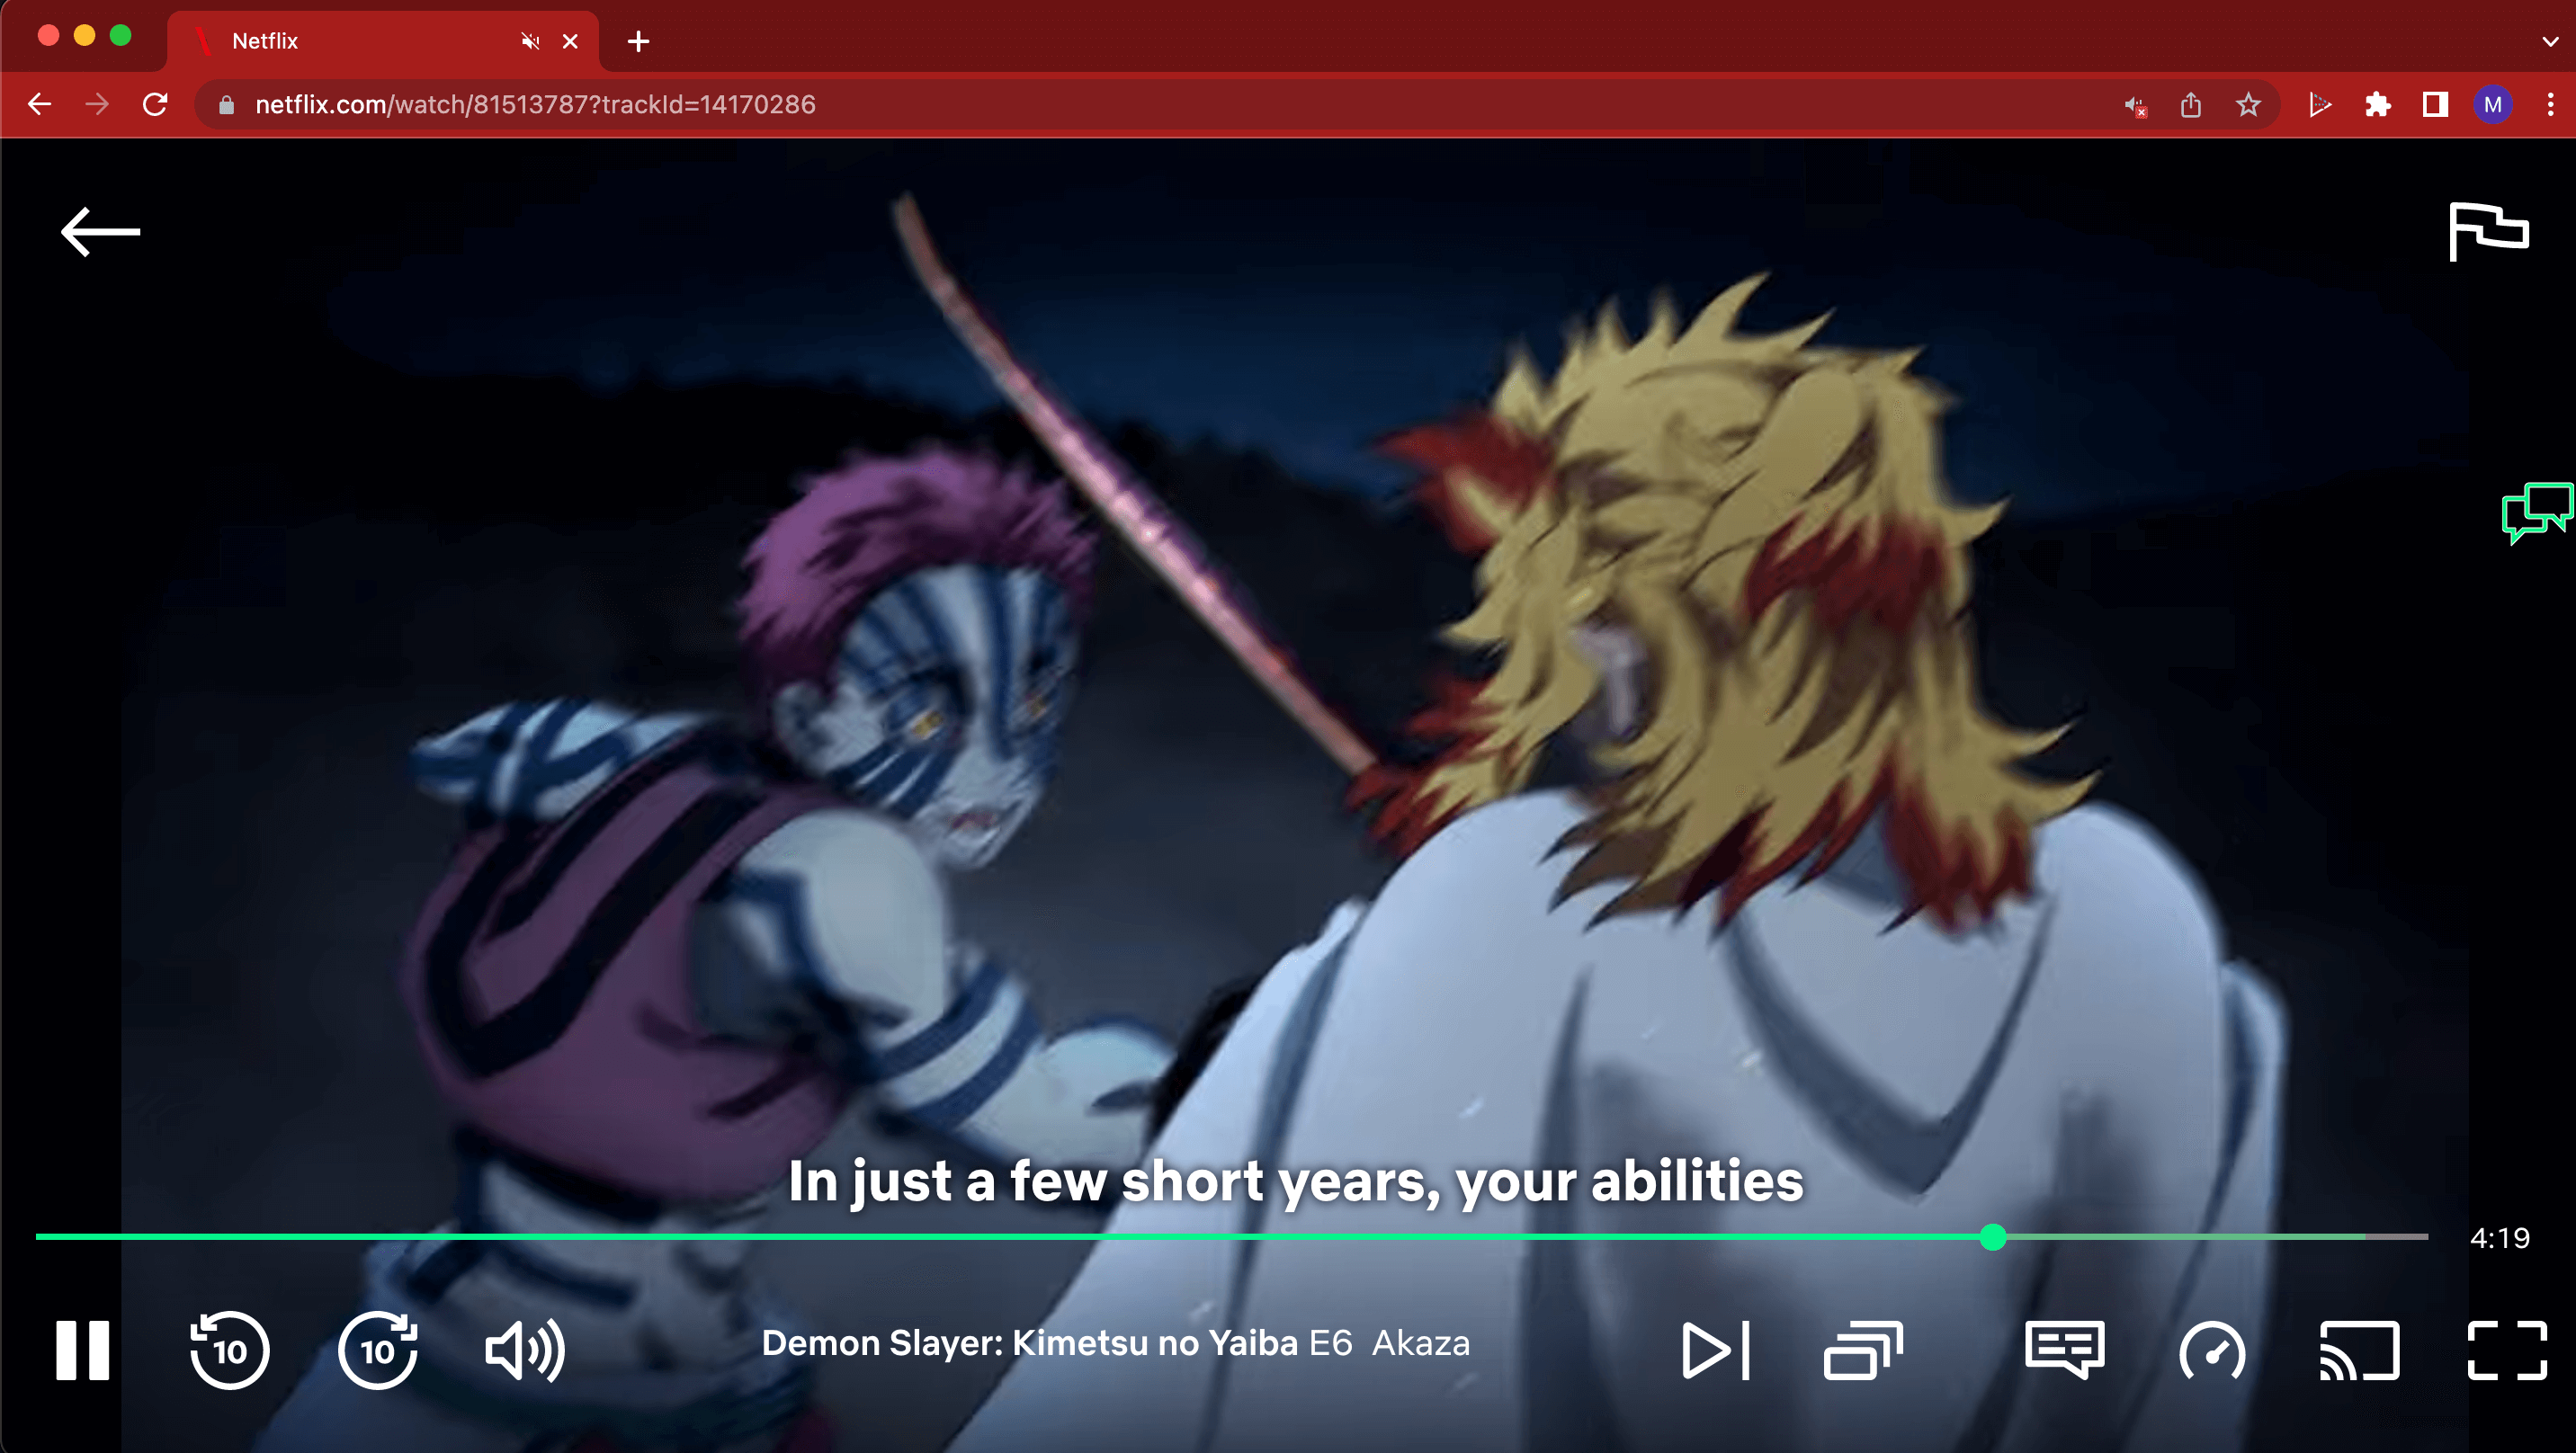 Netflix
netflix.com/watch/81513787?trackId=14170286
M
In just a few short years, your abilities
4:19
10
10
Demon Slayer: Kimetsu no Yaiba E6 Akaza